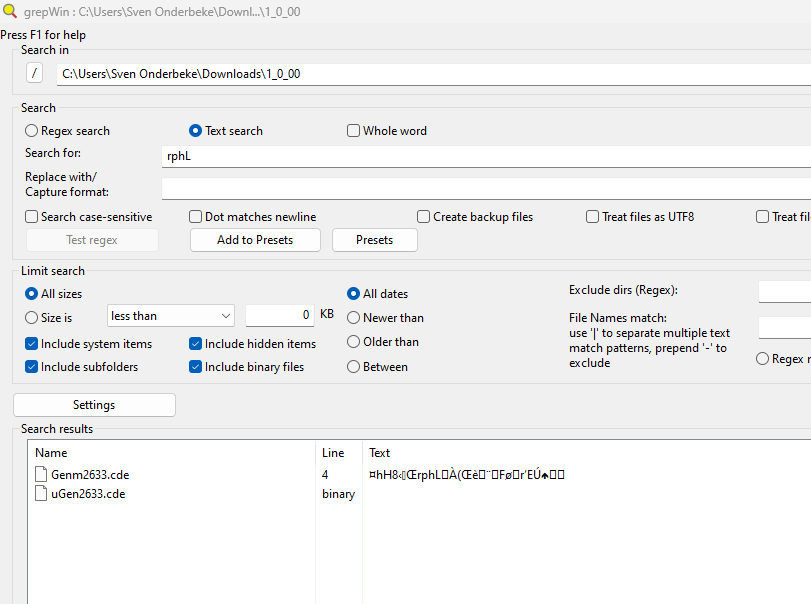 grepWin : C:\Users\Sven Onderbeke\Downl...\1_0_00
Press F1 for help
Search in
/ C:\Users\Sven Onderbeke\Downloads\1_0_00
Search
Regex search Text search Whole word
Search for: rphL
Replace with/
Capture format:
Search case-sensitive Dot matches newline Create backup files Treat files as UTF8 Treat fil
Test regex Add to Presets Presets
Limit search
All sizes All dates Exclude dirs (Regex):
Size is less than 0 KB Newer than File Names match:
use '|' to separate multiple text
Include system items Include hidden items Older than match patterns, prepend '-' to
Include subfolders Include binary files Between exclude Regex
Settings
Search results
Name Line Text
Genm2633.cde 4
uGen2633.cde binary